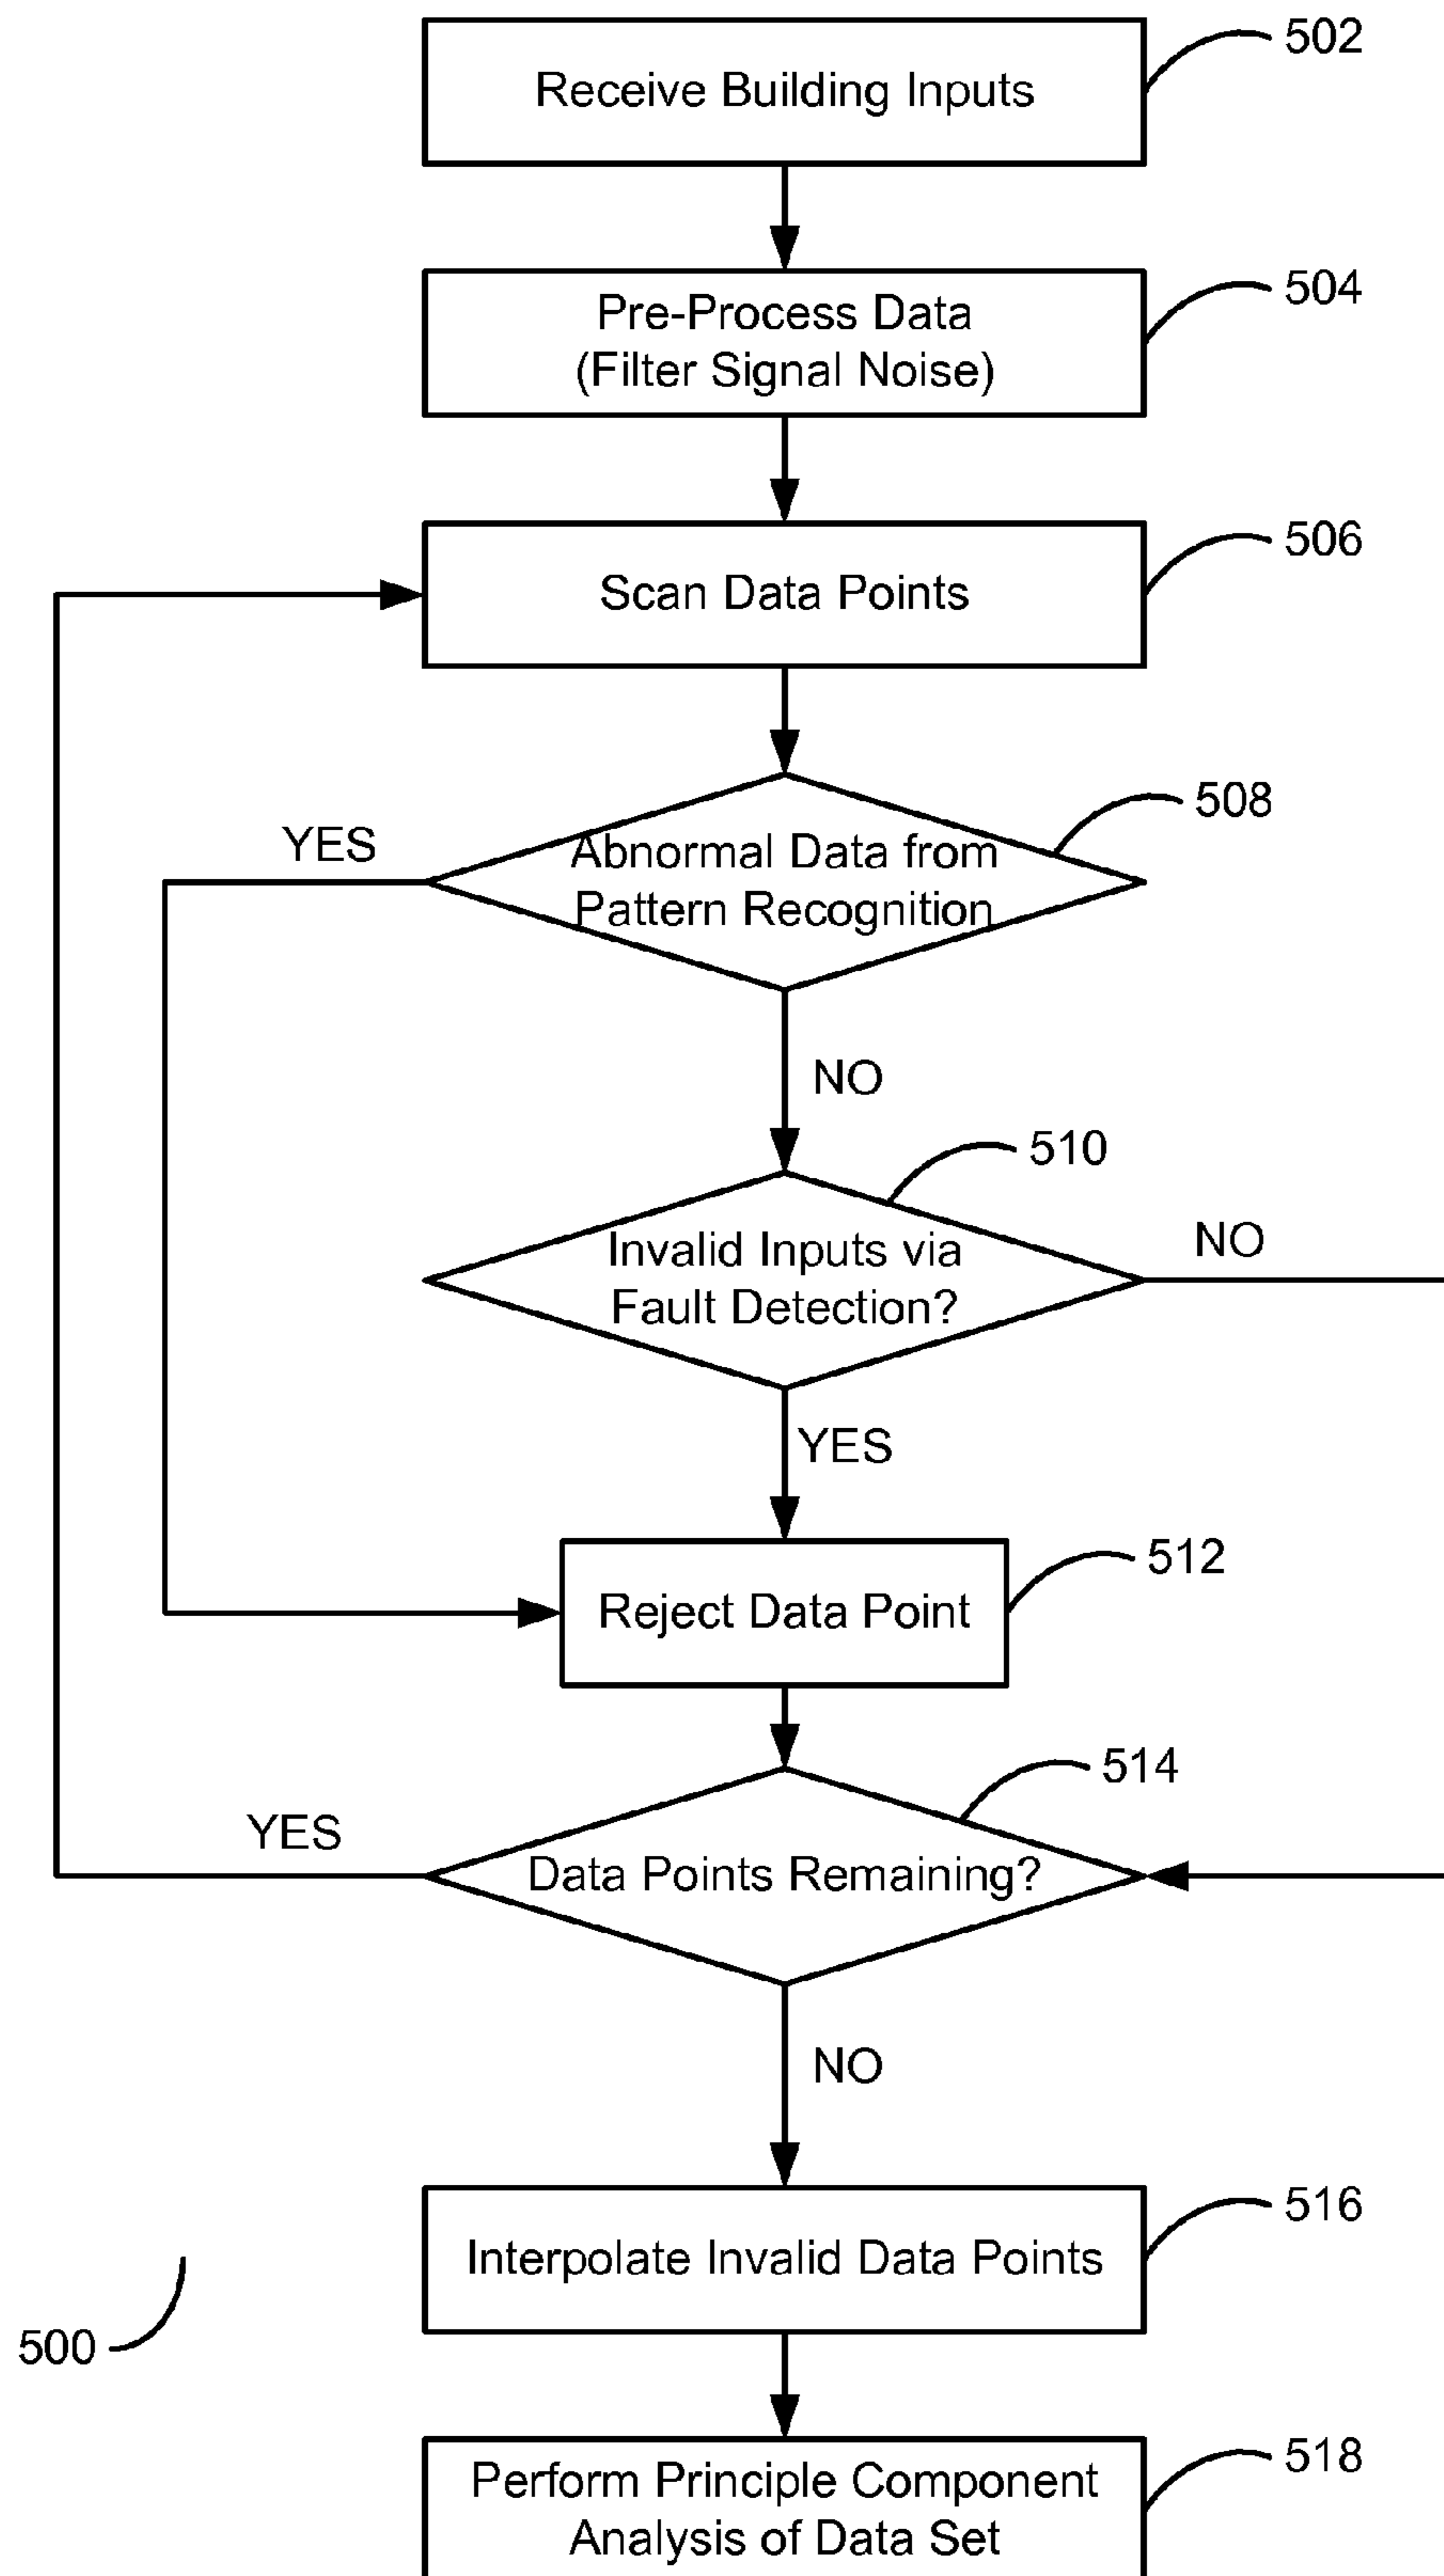 502
Receive Building Inputs
504
Pre-Process Data
(Filter Signal Noise)
506
Scan Data Points
508
YES
Abnormal Data from
Pattern Recognition
NO
510
Invalid Inputs via
Fault Detection?
NO
YES
512
Reject Data Point
514
YES
Data Points Remaining?
NO
516
Interpolate Invalid Data Points
500
518
Perform Principle Component
Analysis of Data Set